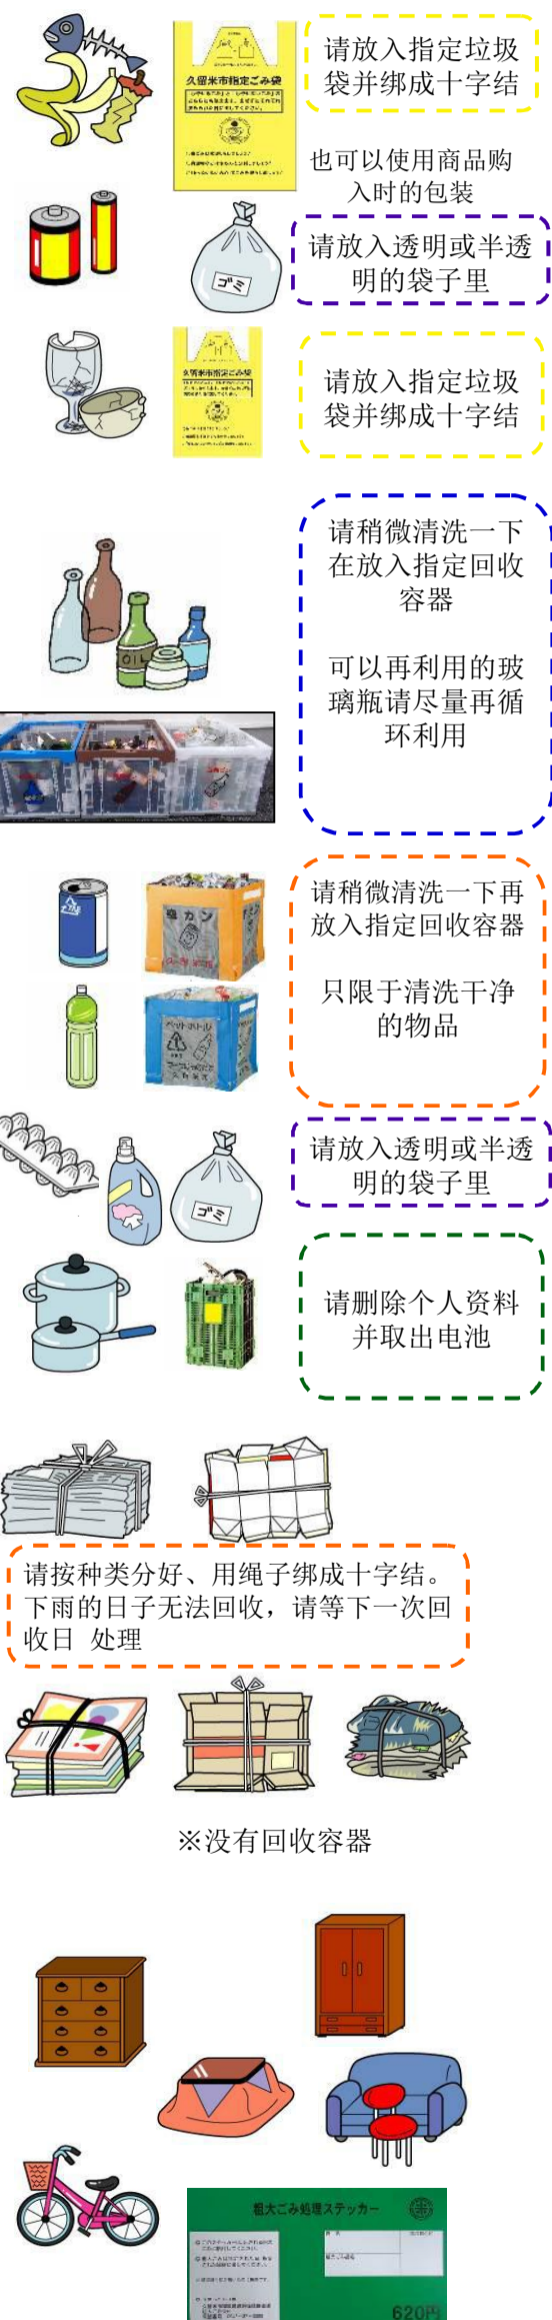 久留米市指定ごみ袋
请放入指定垃圾
袋并绑成十字结
也可以使用商品购
入时的包装
ゴミ
请放入透明或半透
明的袋子里
久留米市指定ごみ袋
请放入指定垃圾
袋并绑成十字结
请稍微清洗一下
在放入指定回收
容器
可以再利用的玻
璃瓶请尽量再循
环利用
OIL
请稍微清洗一下再
放入指定回收容器
只限于清洗干净
的物品
カン
ペットボトル
请放入透明或半透
明的袋子里
ゴミ
请删除个人资料
并取出电池
请按种类分好、用绳子绑成十字结。
下雨的日子无法回收，请等下一次回
收日 处理
※没有回收容器
粗大ごみ処理ステッカー
620円